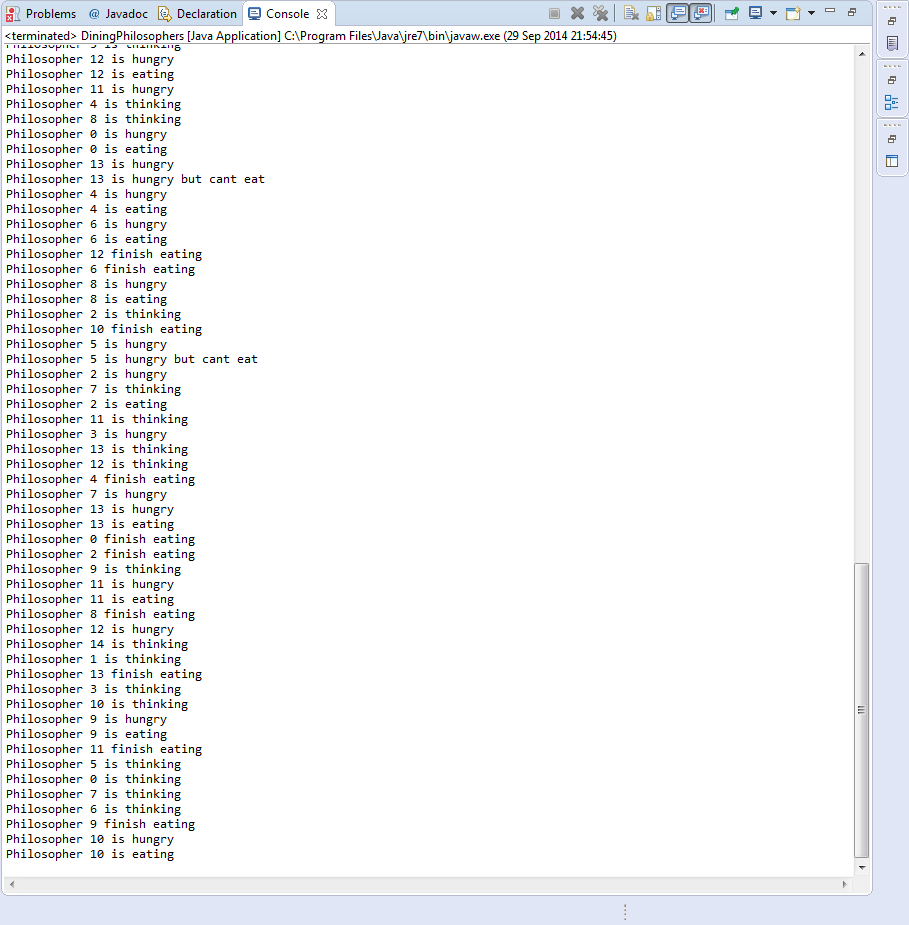 Problems @ Javadoc Declaration Console
<terminated> DiningPhilosophers [Java Application] C:\Program Files\Java\jre7\bin\javaw.exe (29 Sep 2014 21:54:45)
Philosopher 5 is thinking
Philosopher 12 is hungry
Philosopher 12 is eating
Philosopher 11 is hungry
Philosopher 4 is thinking
Philosopher 8 is thinking
Philosopher 0 is hungry
Philosopher 0 is eating
Philosopher 13 is hungry
Philosopher 13 is hungry but cant eat
Philosopher 4 is hungry
Philosopher 4 is eating
Philosopher 6 is hungry
Philosopher 6 is eating
Philosopher 12 finish eating
Philosopher 6 finish eating
Philosopher 8 is hungry
Philosopher 8 is eating
Philosopher 2 is thinking
Philosopher 10 finish eating
Philosopher 5 is hungry
Philosopher 5 is hungry but cant eat
Philosopher 2 is hungry
Philosopher 7 is thinking
Philosopher 2 is eating
Philosopher 11 is thinking
Philosopher 3 is hungry
Philosopher 13 is thinking
Philosopher 12 is thinking
Philosopher 4 finish eating
Philosopher 7 is hungry
Philosopher 13 is hungry
Philosopher 13 is eating
Philosopher 0 finish eating
Philosopher 2 finish eating
Philosopher 9 is thinking
Philosopher 11 is hungry
Philosopher 11 is eating
Philosopher 8 finish eating
Philosopher 12 is hungry
Philosopher 14 is thinking
Philosopher 1 is thinking
Philosopher 13 finish eating
Philosopher 3 is thinking
Philosopher 10 is thinking
Philosopher 9 is hungry
Philosopher 9 is eating
Philosopher 11 finish eating
Philosopher 5 is thinking
Philosopher 0 is thinking
Philosopher 7 is thinking
Philosopher 6 is thinking
Philosopher 9 finish eating
Philosopher 10 is hungry
Philosopher 10 is eating